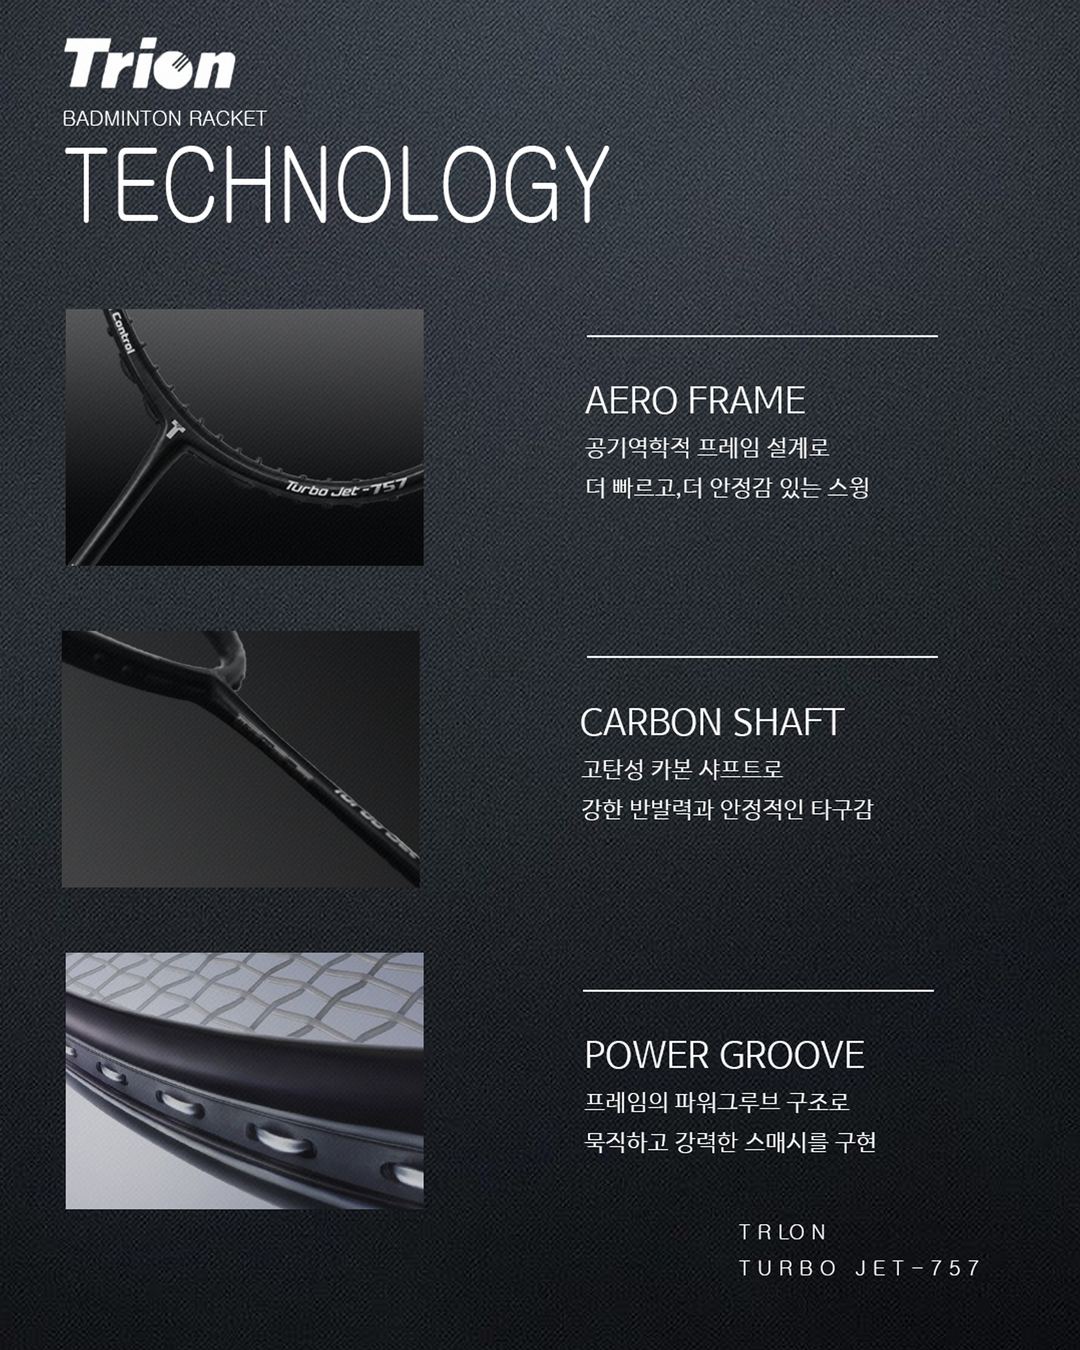 Trion
BADMINTON RACKET
TECHNOLOGY
Control
T
Turbo Jet-757
AERO FRAME
공기역학적 프레임 설계로
더 빠르고,더 안정감 있는 스윙
Turbo Jet
CARBON SHAFT
고탄성 카본 샤프트로
강한 반발력과 안정적인 타구감
POWER GROOVE
프레임의 파워그루브 구조로
묵직하고 강력한 스매시를 구현
TRLON
TURBO JET-757